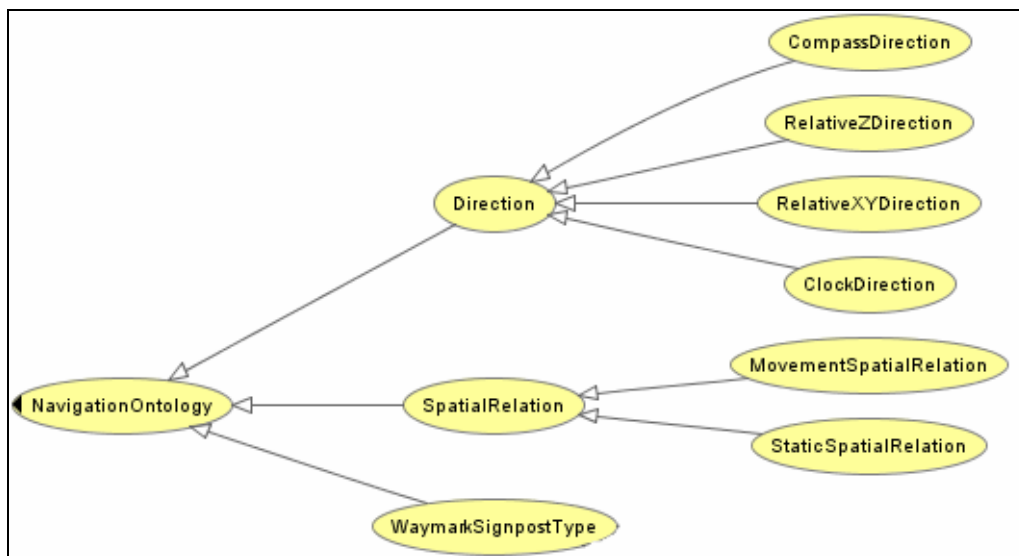 CompassDirection
RelativeZDirection
Direction
RelativeXYDirection
ClockDirection
MovementSpatialRelation
NavigationOntology
SpatialRelation
StaticSpatialRelation
WaymarkSignpostType